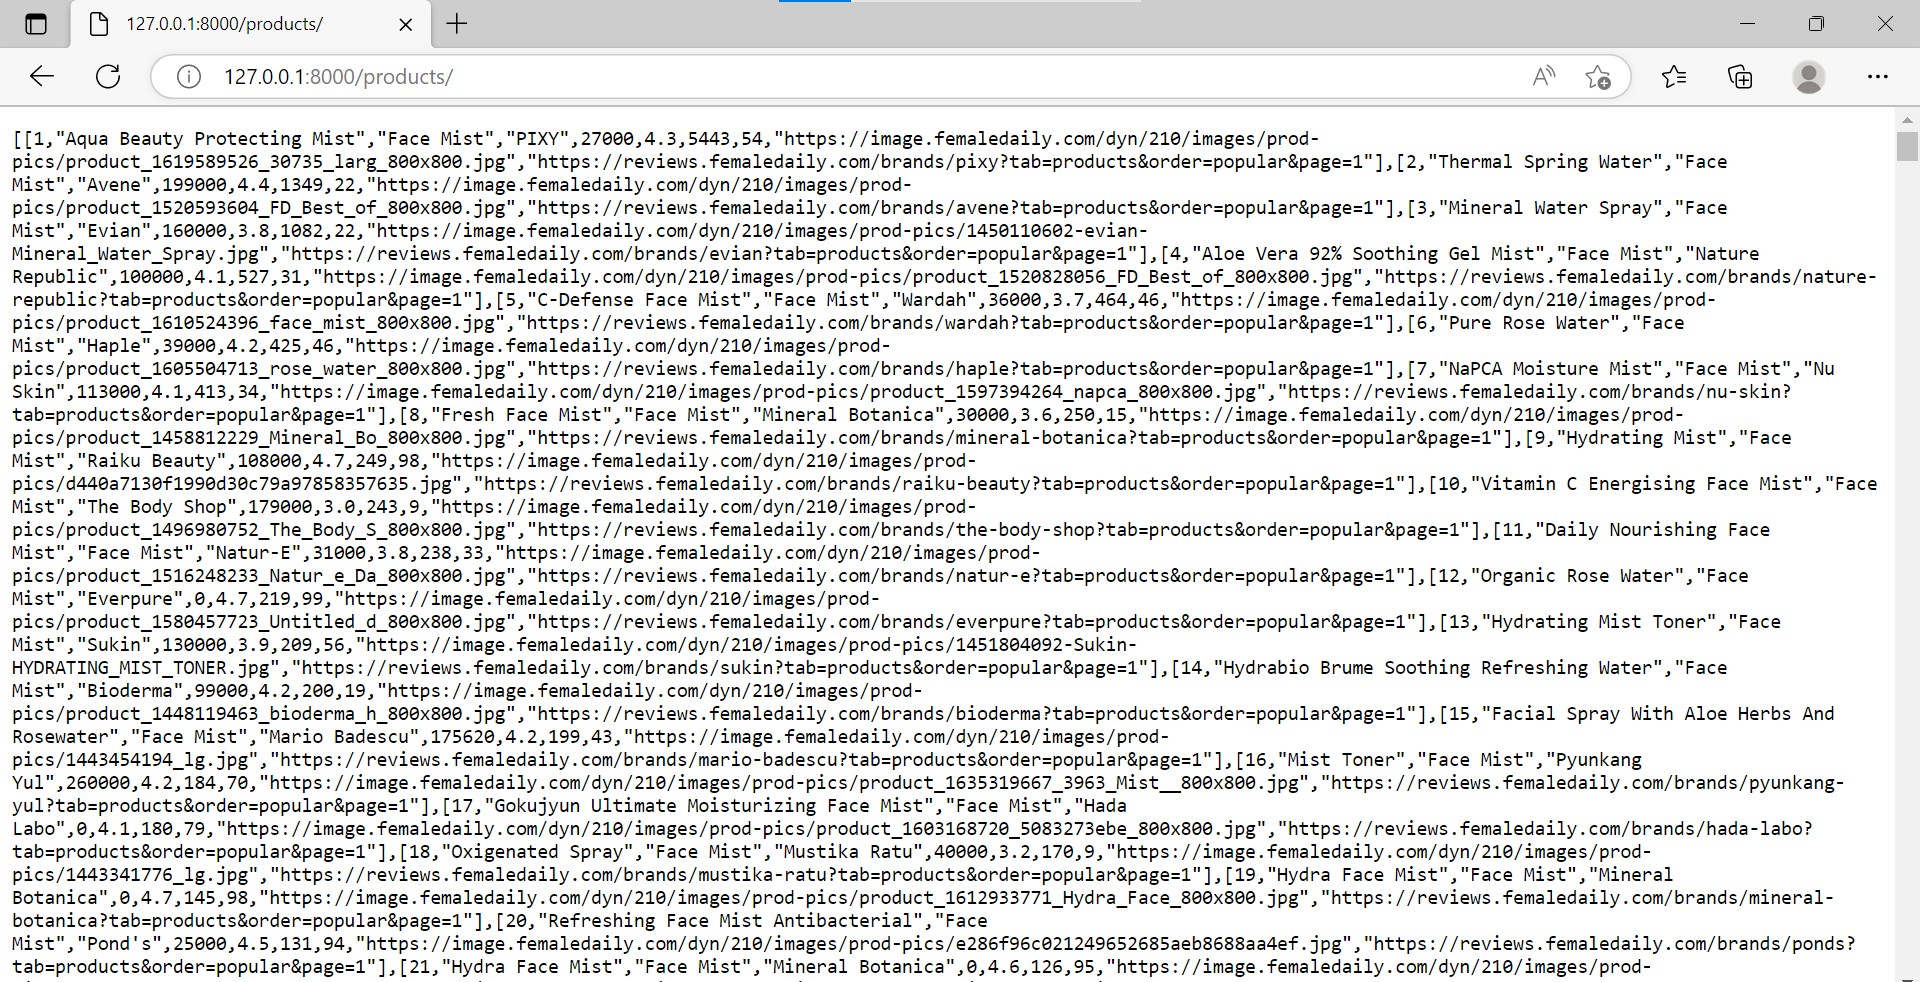 127.0.0.1:8000/products/
127.0.0.1:8000/products/
[[1,"Aqua Beauty Protecting Mist","Face Mist","PIXY",27000,4.3,5443,54,"https://image.femaledaily.com/dyn/210/images/prod-
pics/product_1619589526_30735_larg_800x800.jpg","https://reviews.femaledaily.com/brands/pixy?tab=products&order=popular&page=1"],[2,"Thermal Spring Water","Face
Mist","Avene",199000,4.4,1349,22,"https://image.femaledaily.com/dyn/210/images/prod-
pics/product_1520593604_FD_Best_of_800x800.jpg","https://reviews.femaledaily.com/brands/avene?tab=products&order=popular&page=1"],[3,"Mineral Water Spray","Face
Mist","Evian",160000,3.8,1082,22,"https://image.femaledaily.com/dyn/210/images/prod-pics/1450110602-evian-
Mineral_Water_Spray.jpg","https://reviews.femaledaily.com/brands/evian?tab=products&order=popular&page=1"],[4,"Aloe Vera 92% Soothing Gel Mist","Face Mist","Nature
Republic",100000,4.1,527,31,"https://image.femaledaily.com/dyn/210/images/prod-pics/product_1520828056_FD_Best_of_800x800.jpg","https://reviews.femaledaily.com/brands/nature-
republic?tab=products&order=popular&page=1"],[5,"C-Defense Face Mist","Face Mist","Wardah",36000,3.7,464,46,"https://image.femaledaily.com/dyn/210/images/prod-
pics/product_1610524396_face_mist_800x800.jpg","https://reviews.femaledaily.com/brands/wardah?tab=products&order=popular&page=1"],[6,"Pure Rose Water","Face
Mist","Haple",39000,4.2,425,46,"https://image.femaledaily.com/dyn/210/images/prod-
pics/product_1605504713_rose_water_800x800.jpg","https://reviews.femaledaily.com/brands/haple?tab=products&order=popular&page=1"],[7,"NaPCA Moisture Mist","Face Mist","Nu
Skin",113000,4.1,413,34,"https://image.femaledaily.com/dyn/210/images/prod-pics/product_1597394264_napca_800x800.jpg","https://reviews.femaledaily.com/brands/nu-skin?
tab=products&order=popular&page=1"],[8,"Fresh Face Mist","Face Mist","Mineral Botanica",30000,3.6,250,15,"https://image.femaledaily.com/dyn/210/images/prod-
pics/product_1458812229_Mineral_Bo_800x800.jpg","https://reviews.femaledaily.com/brands/mineral-botanica?tab=products&order=popular&page=1"],[9,"Hydrating Mist","Face
Mist","Raiku Beauty",108000,4.7,249,98,"https://image.femaledaily.com/dyn/210/images/prod-
pics/d440a7130f1990d30c79a97858357635.jpg","https://reviews.femaledaily.com/brands/raiku-beauty?tab=products&order=popular&page=1"],[10,"Vitamin C Energising Face Mist","Face
Mist","The Body Shop",179000,3.0,243,9,"https://image.femaledaily.com/dyn/210/images/prod-
pics/product_1496980752_The_Body_S_800x800.jpg","https://reviews.femaledaily.com/brands/the-body-shop?tab=products&order=popular&page=1"],[11,"Daily Nourishing Face
Mist","Face Mist","Natur-E",31000,3.8,238,33,"https://image.femaledaily.com/dyn/210/images/prod-
pics/product_1516248233_Natur_e_Da_800x800.jpg","https://reviews.femaledaily.com/brands/natur-e?tab=products&order=popular&page=1"],[12,"Organic Rose Water","Face
Mist","Everpure",0,4.7,219,99,"https://image.femaledaily.com/dyn/210/images/prod-
pics/product_1580457723_Untitled_d_800x800.jpg","https://reviews.femaledaily.com/brands/everpure?tab=products&order=popular&page=1"],[13,"Hydrating Mist Toner","Face
Mist","Sukin",130000,3.9,209,56,"https://image.femaledaily.com/dyn/210/images/prod-pics/1451804092-Sukin-
HYDRATING_MIST_TONER.jpg","https://reviews.femaledaily.com/brands/sukin?tab=products&order=popular&page=1"],[14,"Hydrabio Brume Soothing Refreshing Water","Face
Mist","Bioderma",99000,4.2,200,19,"https://image.femaledaily.com/dyn/210/images/prod-
pics/product_1448119463_bioderma_h_800x800.jpg","https://reviews.femaledaily.com/brands/bioderma?tab=products&order=popular&page=1"],[15,"Facial Spray With Aloe Herbs And
Rosewater","Face Mist","Mario Badescu",175620,4.2,199,43,"https://image.femaledaily.com/dyn/210/images/prod-
pics/1443454194_lg.jpg","https://reviews.femaledaily.com/brands/mario-badescu?tab=products&order=popular&page=1"],[16,"Mist Toner","Face Mist","Pyunkang
Yul",260000,4.2,184,70,"https://image.femaledaily.com/dyn/210/images/prod-pics/product_1635319667_3963_Mist__800x800.jpg","https://reviews.femaledaily.com/brands/pyunkang-
yul?tab=products&order=popular&page=1"],[17,"Gokujyun Ultimate Moisturizing Face Mist","Face Mist","Hada
Labo",0,4.1,180,79,"https://image.femaledaily.com/dyn/210/images/prod-pics/product_1603168720_5083273ebe_800x800.jpg","https://reviews.femaledaily.com/brands/hada-labo?
tab=products&order=popular&page=1"],[18,"Oxigenated Spray","Face Mist","Mustika Ratu",40000,3.2,170,9,"https://image.femaledaily.com/dyn/210/images/prod-
pics/1443341776_lg.jpg","https://reviews.femaledaily.com/brands/mustika-ratu?tab=products&order=popular&page=1"],[19,"Hydra Face Mist","Face Mist","Mineral
Botanica",0,4.7,145,98,"https://image.femaledaily.com/dyn/210/images/prod-pics/product_1612933771_Hydra_Face_800x800.jpg","https://reviews.femaledaily.com/brands/mineral-
botanica?tab=products&order=popular&page=1"],[20,"Refreshing Face Mist Antibacterial","Face
Mist","Pond's",25000,4.5,131,94,"https://image.femaledaily.com/dyn/210/images/prod-pics/e286f96c021249652685aeb8688aa4ef.jpg","https://reviews.femaledaily.com/brands/ponds?
tab=products&order=popular&page=1"],[21,"Hydra Face Mist","Face Mist","Mineral Botanica",0,4.6,126,95,"https://image.femaledaily.com/dyn/210/images/prod-